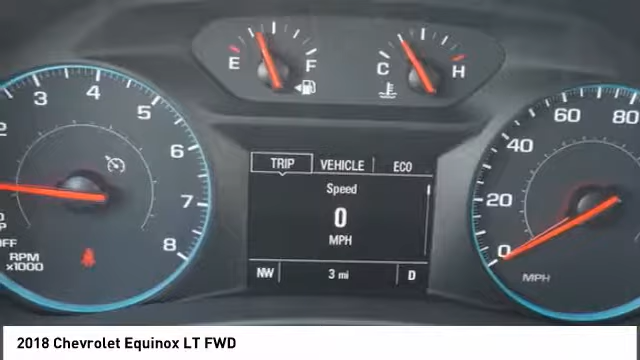 E F C H
3 4 5 6 7 8
OFF
RPM
x1000
TRIP VEHICLE ECO
Speed
0
MPH
NW 3 mi D
0 20 40 60 80
MPH
2018 Chevrolet Equinox LT FWD